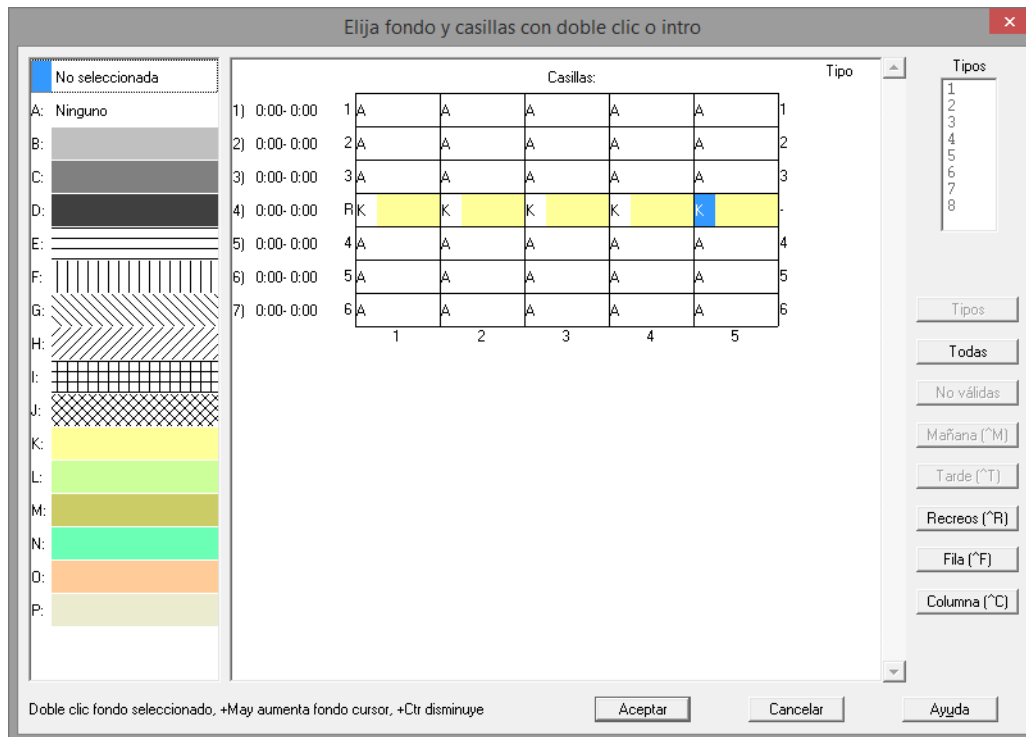 Elija fondo y casillas con doble clic o intro
No seleccionada
A: Ninguno
B:
C:
D:
E:
F:
G:
H:
I:
J:
K:
L:
M:
N:
O:
P:
Casillas:
Tipo
1) 0:00- 0:00 1 A A A A A 1
2) 0:00- 0:00 2 A A A A A 2
3) 0:00- 0:00 3 A A A A A 3
4) 0:00- 0:00 R K K K K K -
5) 0:00- 0:00 4 A A A A A 4
6) 0:00- 0:00 5 A A A A A 5
7) 0:00- 0:00 6 A A A A A 6
1 2 3 4 5
Tipos
1
2
3
4
5
6
7
8
Tipos
Todas
No válidas
Mañana (^M)
Tarde (^T)
Recreos (^R)
Fila (^F)
Columna (^C)
Doble clic fondo seleccionado, +May aumenta fondo cursor, +Ctr disminuye
Aceptar
Cancelar
Ayuda